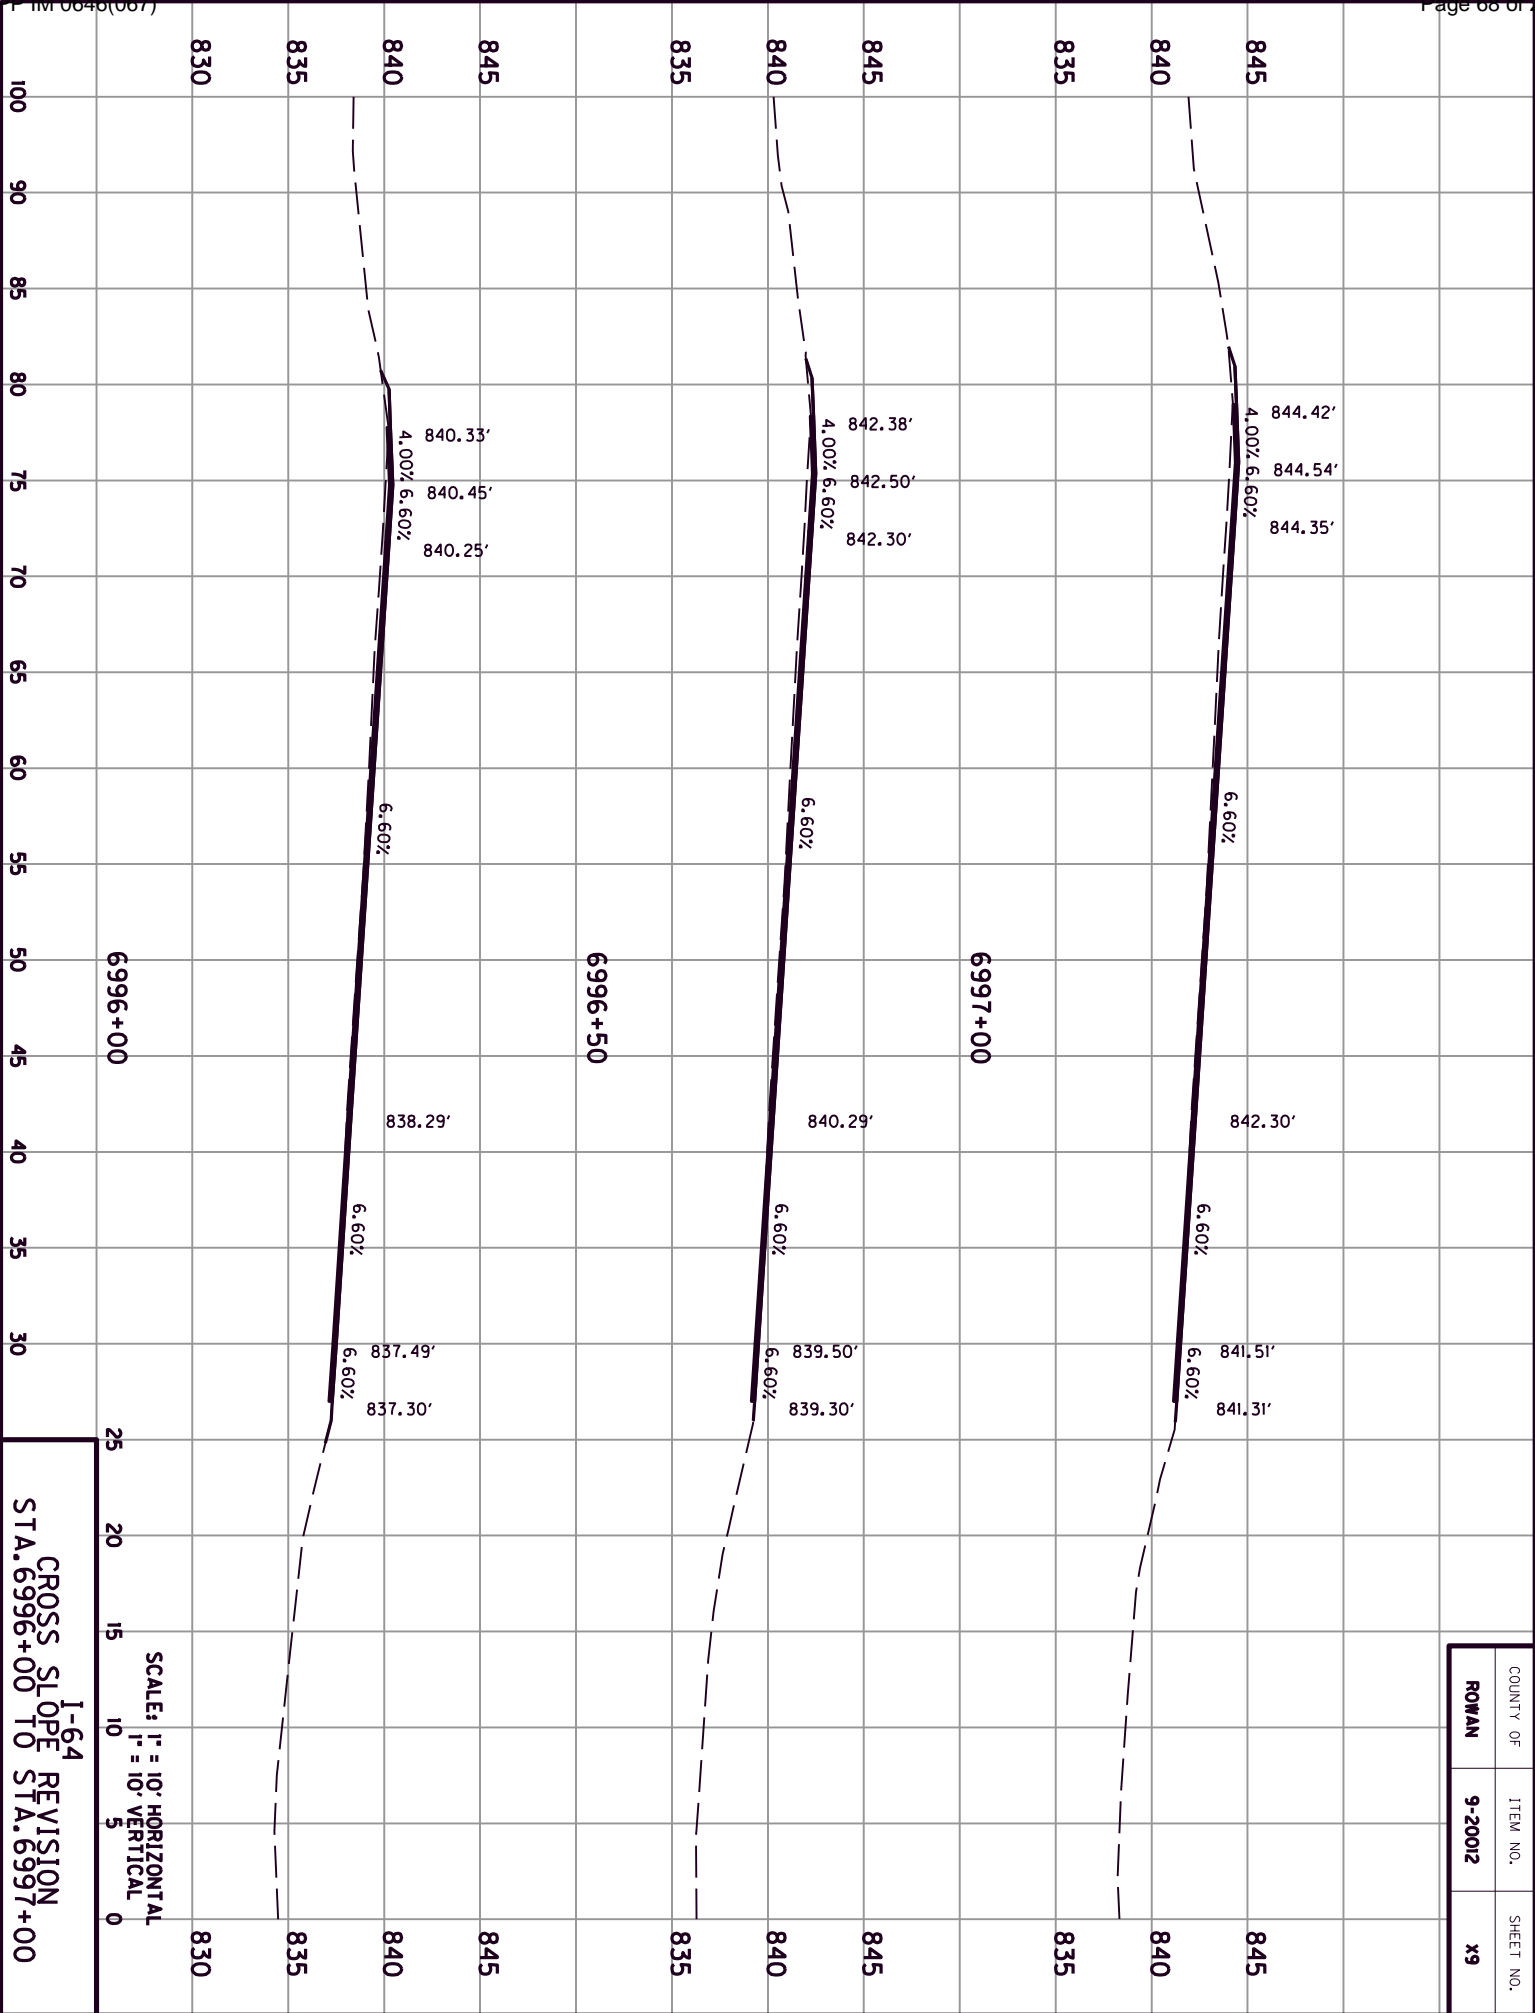 IM 0646(067)
Page 68 of
COUNTY OF ITEM NO. SHEET NO.
ROWAN 9-20012 X9
844.42' 844.54' 844.35' 842.30' 841.51' 841.31'
845 4.00% 6.60% 6.60% 6.60% 6.60% 845
840 840
835 6997+00 835
842.38' 842.50' 842.30' 840.29' 839.50' 839.30'
845 845
4.00% 6.60% 6.60% 6.60% 6.60%
840 840
835 835
6996+50
845 845
840.33' 840.45' 840.25' 838.29' 837.49' 837.30'
4.00% 6.60% 6.60% 6.60% 6.60%
840 840
835 835
830 830
6996+00
SCALE: 1" = 10' HORIZONTAL
1" = 10' VERTICAL
100 90 85 80 75 70 65 60 55 50 45 40 35 30 25 20 15 10 5 0
I-64
CROSS SLOPE REVISION
STA.6996+00 TO STA.6997+00